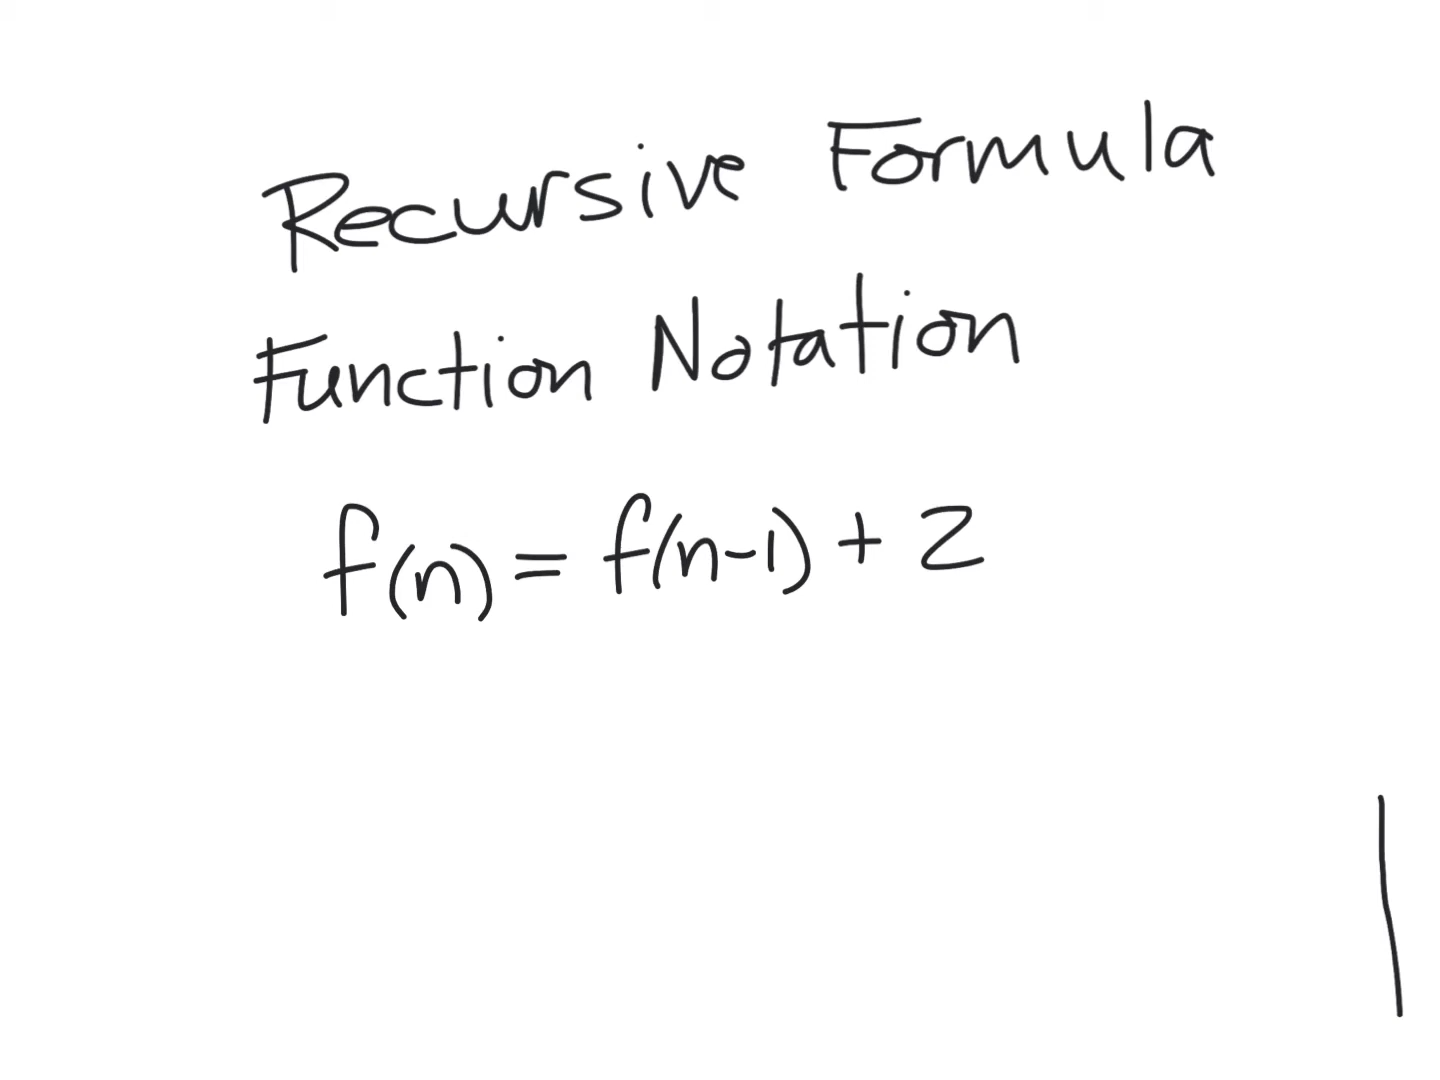 Recursive Formula
Function Notation
f(n) = f(n-1) + 2